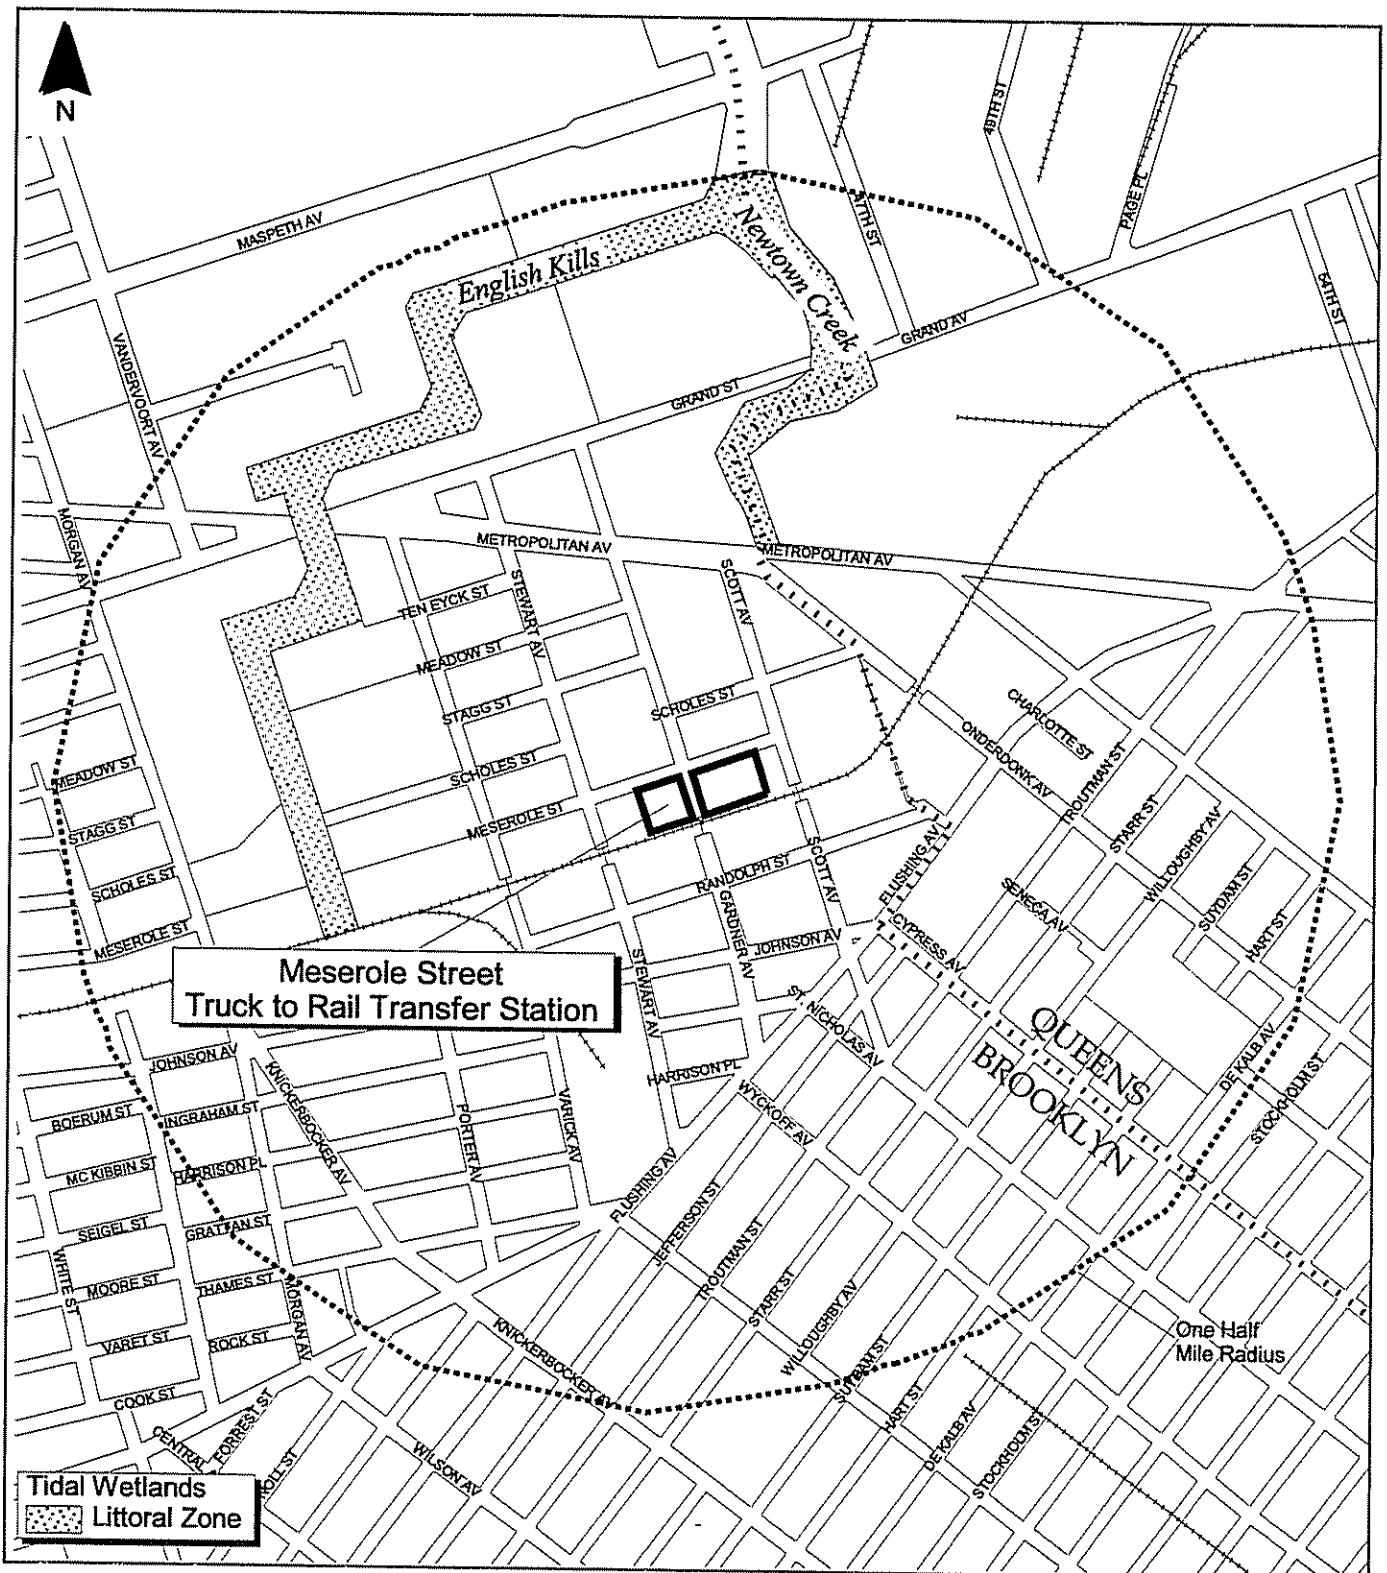 N
49TH ST
PAGE PL
MASPETH AV
47TH ST
Newtown Creek
English Kills
54TH ST
GRAND AV
VANDERVOORT AV
GRAND ST
MORGAN AV
METROPOLITAN AV
METROPOLITAN AV
SCOTT AV
STEWART AV
TEN EYCK ST
MEADOW ST
STAGG ST
SCHOLES ST
CHARLOTTE ST
ONDERDONK AV
TROUTMAN ST
MEADOW ST
SCHOLES ST
STARR ST
WILLOUGHBY AV
STAGG ST
MESEROLE ST
SCOTT AV
SUYDAM ST
SCHOLES ST
RANDOLPH ST
FLUSHING AV
SENECA AV
HART ST
GARDNER AV
MESEROLE ST
JOHNSON AV
CYPRESS AV
Meserole Street
Truck to Rail Transfer Station
STEWART AV
ST. NICHOLAS AV
QUEENS
BROOKLYN
DE KALB AV
STOCKHOLM ST
JOHNSON AV
KNICKERBOCKER AV
HARRISON PL
WYCKOFF AV
BOERUM ST
INGRAHAM ST
PORTER AV
VARICK AV
MC KIBBIN ST
HARRISON PL
FLUSHING AV
SEIGEL ST
GRATTAN ST
JEFFERSON ST
TROUTMAN ST
WHITE ST
MOORE ST
THAMES ST
MORGAN AV
STARR ST
WILLOUGHBY AV
VARET ST
ROCK ST
KNICKERBOCKER AV
SUYDAM ST
One Half
Mile Radius
COOK ST
HART ST
DE KALB AV
STOCKHOLM ST
CENTRAL
FORREST ST
WILSON AV
NOLL ST
Tidal Wetlands
Littoral Zone